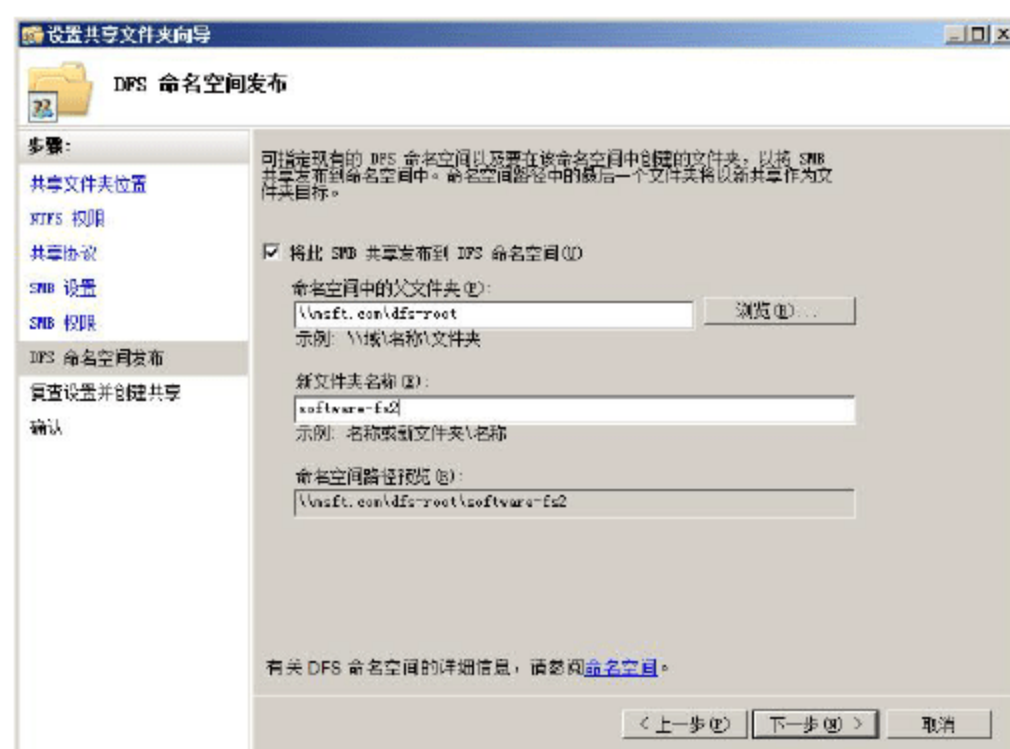 设置共享文件夹向导
DFS 命名空间发布
步骤:
共享文件夹位置
NTFS 权限
共享协议
SMB 设置
SMB 权限
DFS 命名空间发布
复查设置并创建共享
确认
可指定现有的 DFS 命名空间以及要在该命名空间中创建的文件夹，以将 SMB
共享发布到命名空间中。命名空间路径中的最后一个文件夹将以新共享作为文
件夹目标。
将此 SMB 共享发布到 DFS 命名空间(U)
命名空间中的父文件夹(P):
\\msft.com\dfs-root
浏览(B)...
示例: \\域\名称\文件夹
新文件夹名称(E):
software-fs2
示例: 名称或新文件夹\名称
命名空间路径预览(R):
\\msft.com\dfs-root\software-fs2
有关 DFS 命名空间的详细信息，请参阅命名空间。
< 上一步(P)
下一步(N) >
取消